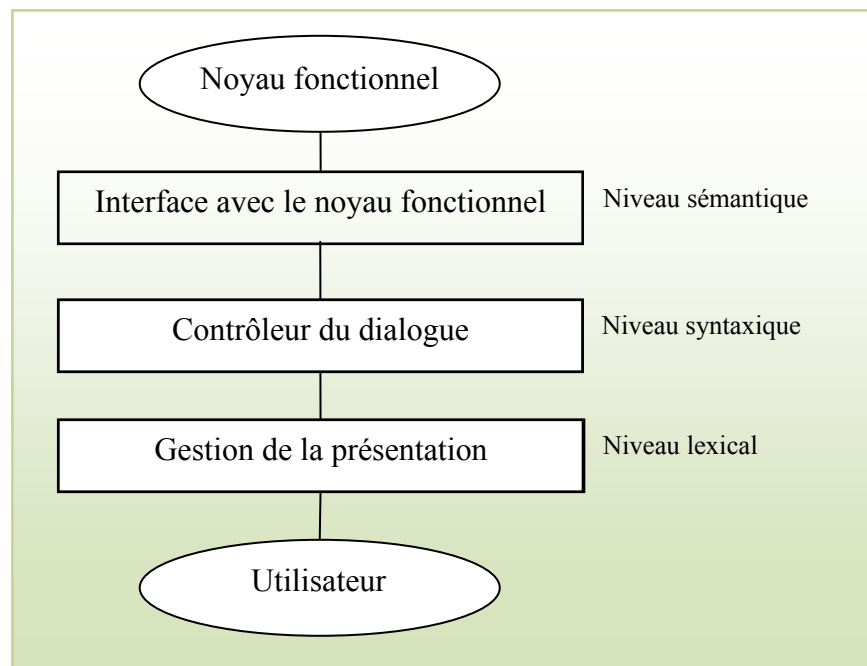 Noyau fonctionnel
Interface avec le noyau fonctionnel
Niveau sémantique
Contrôleur du dialogue
Niveau syntaxique
Gestion de la présentation
Niveau lexical
Utilisateur